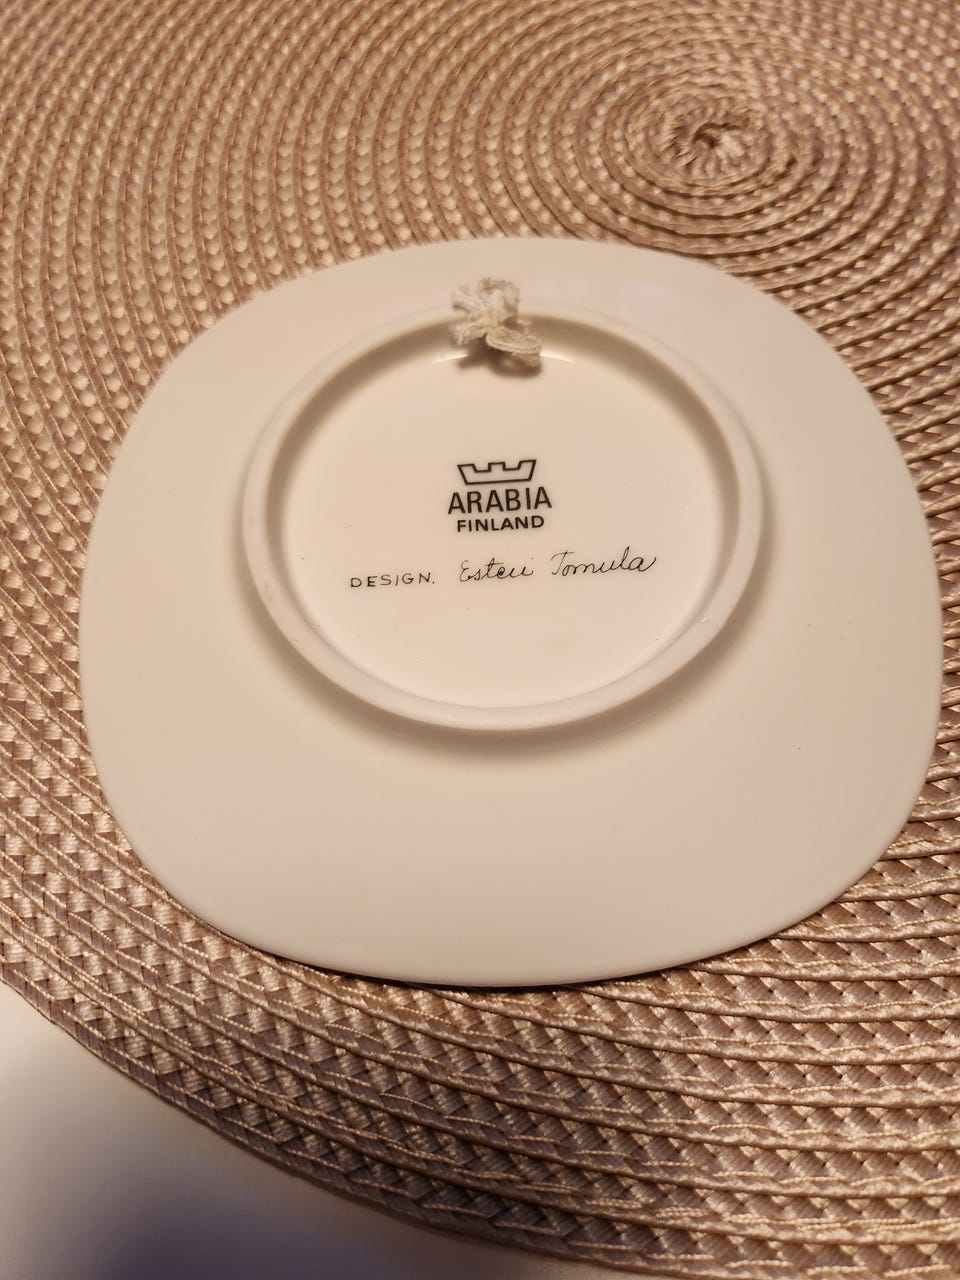 ARABIA
FINLAND
DESIGN. Esteri Tomula